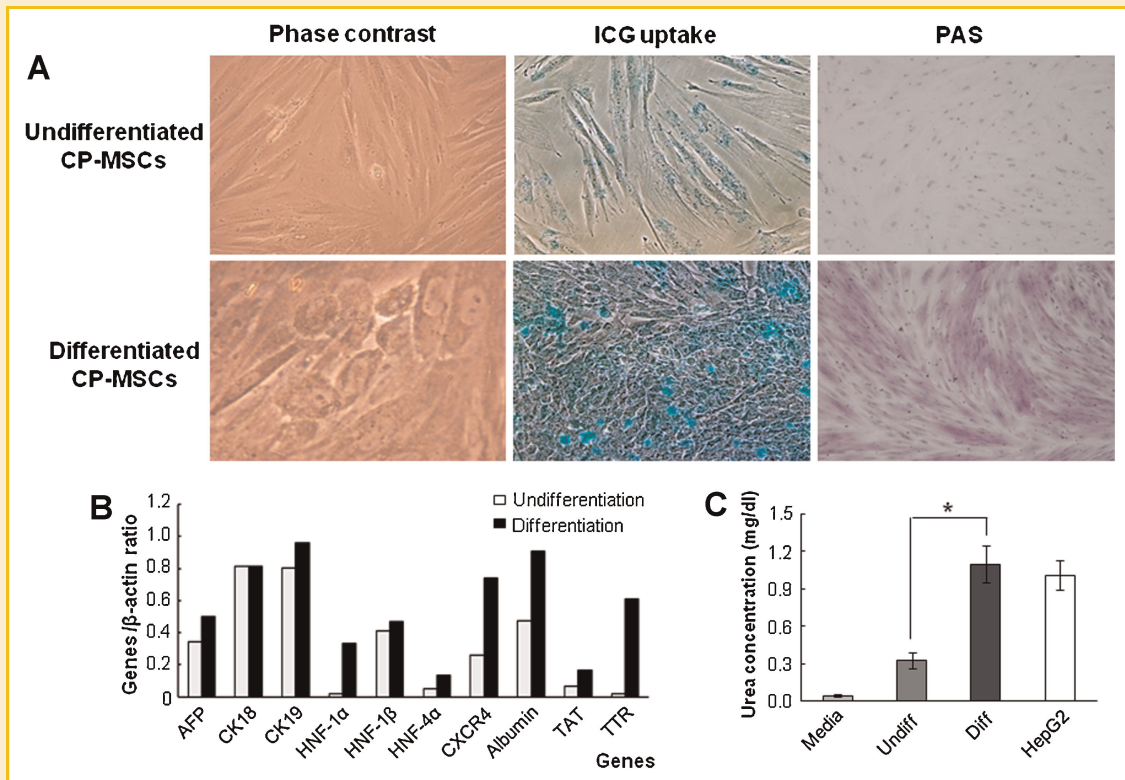 Phase contrast
ICG uptake
PAS
A
Undifferentiated
CP-MSCs
Differentiated
CP-MSCs
B
Genes /β-actin ratio
1.2
1.0
0.8
0.6
0.4
0.2
0
Undifferentiation
Differentiation
AFP
CK18
CK19
HNF-1α
HNF-1β
HNF-4α
CXCR4
Albumin
TAT
TTR
Genes
C
Urea concentration (mg/dl)
1.5
1.2
0.9
0.6
0.3
0.0
*
Media
Undiff
Diff
HepG2